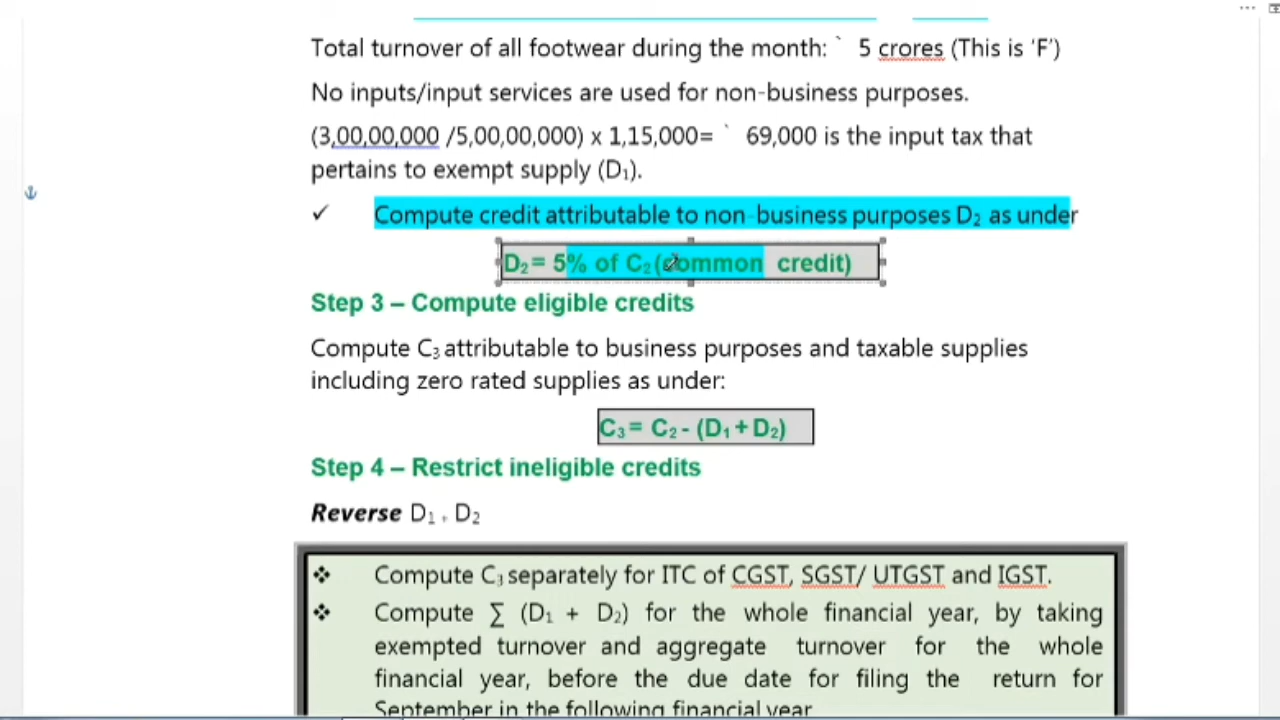 Total turnover of all footwear during the month: ` 5 crores (This is ‘F’)
No inputs/input services are used for non-business purposes.
(3,00,00,000 /5,00,00,000) x 1,15,000= ` 69,000 is the input tax that
pertains to exempt supply (D₁).
✓ Compute credit attributable to non-business purposes D₂ as under
D₂ = 5% of C₂ (common credit)
Step 3 – Compute eligible credits
Compute C₃ attributable to business purposes and taxable supplies
including zero rated supplies as under:
C₃ = C₂ - (D₁ + D₂)
Step 4 – Restrict ineligible credits
Reverse D₁ + D₂
❖ Compute C₃ separately for ITC of CGST, SGST/ UTGST and IGST.
❖ Compute ∑ (D₁ + D₂) for the whole financial year, by taking
exempted turnover and aggregate turnover for the whole
financial year, before the due date for filing the return for
September in the following financial year